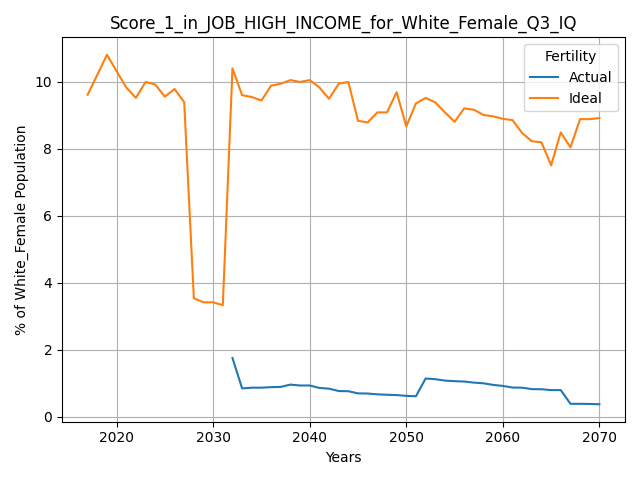 Score_1_in_JOB_HIGH_INCOME_for_White_Female_Q3_IQ
Fertility
Actual
Ideal
% of White_Female Population
10
8
6
4
2
0
2020
2030
2040
2050
2060
2070
Years